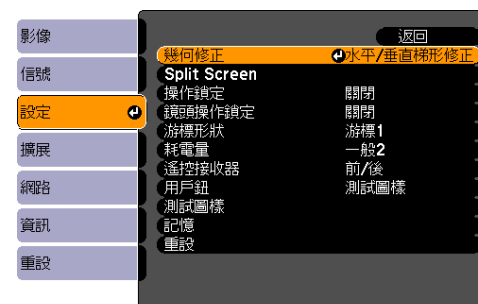 影像
信號
設定
擴展
網路
資訊
重設
返回
幾何修正 水平/垂直梯形修正
Split Screen
操作鎖定 關閉
鏡頭操作鎖定 關閉
游標形狀 游標1
耗電量 一般2
遙控接收器 前/後
用戶鈕 測試圖樣
測試圖樣
記憶
重設